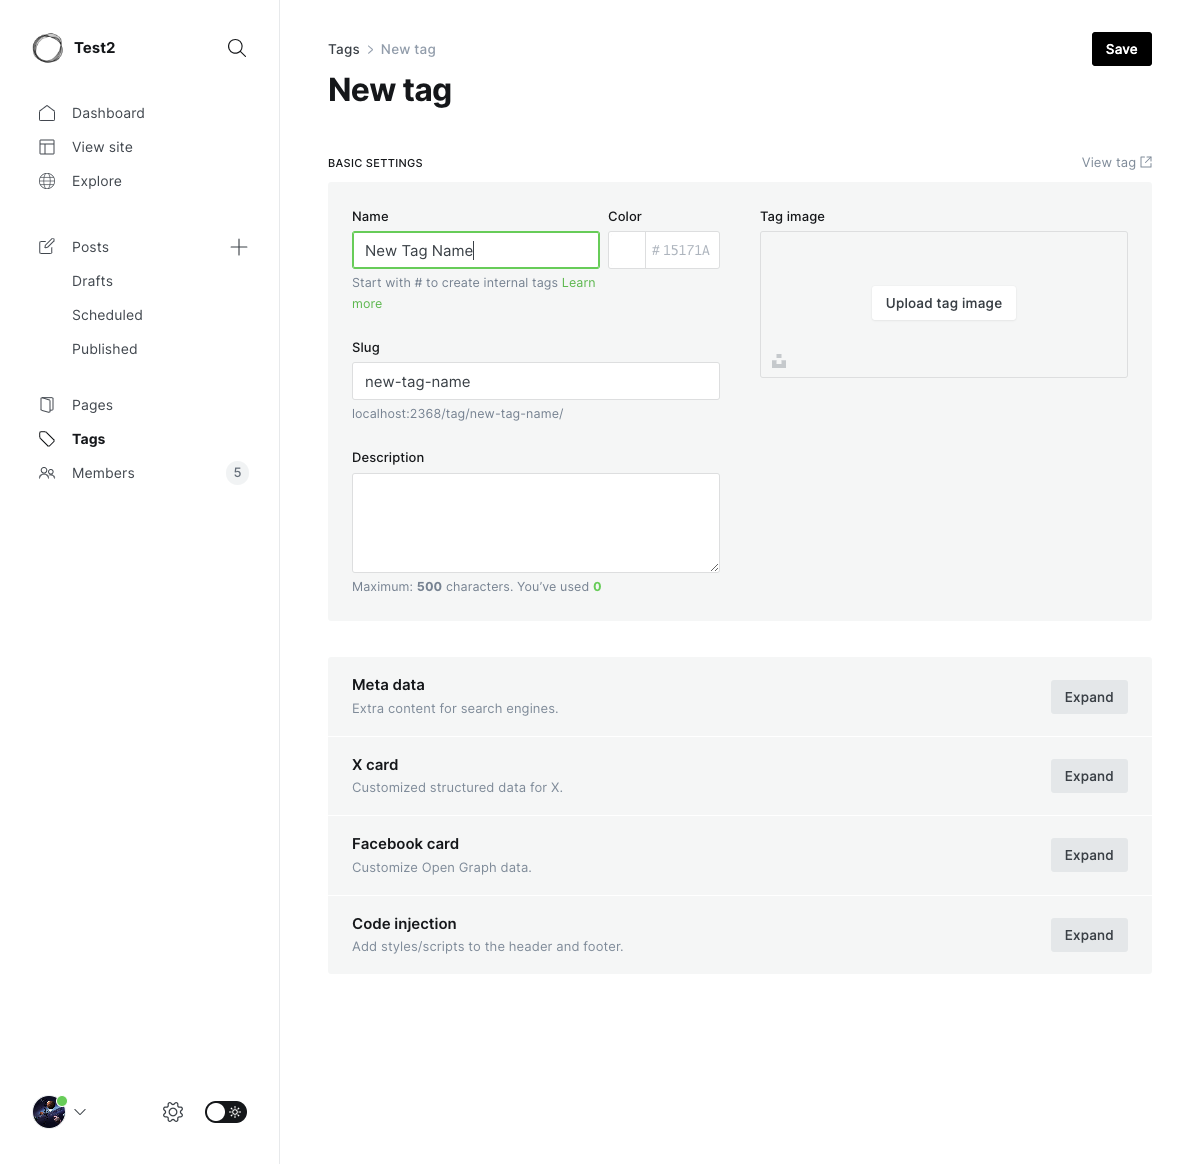 Test2
Dashboard
View site
Explore
Posts
Drafts
Scheduled
Published
Pages
Tags
Members 5
Tags > New tag
Save
New tag
BASIC SETTINGS
View tag
Name
New Tag Name
Start with # to create internal tags Learn
more
Color
# 15171A
Tag image
Upload tag image
Slug
new-tag-name
localhost:2368/tag/new-tag-name/
Description
Maximum: 500 characters. You’ve used 0
Meta data
Extra content for search engines.
Expand
X card
Customized structured data for X.
Expand
Facebook card
Customize Open Graph data.
Expand
Code injection
Add styles/scripts to the header and footer.
Expand